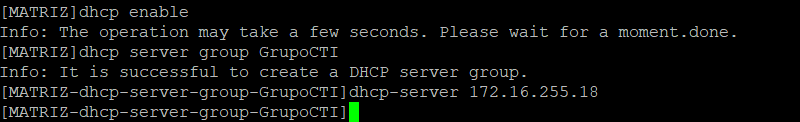 [MATRIZ]dhcp enable
Info: The operation may take a few seconds. Please wait for a moment.done.
[MATRIZ]dhcp server group GrupoCTI
Info: It is successful to create a DHCP server group.
[MATRIZ-dhcp-server-group-GrupoCTI]dhcp-server 172.16.255.18
[MATRIZ-dhcp-server-group-GrupoCTI]